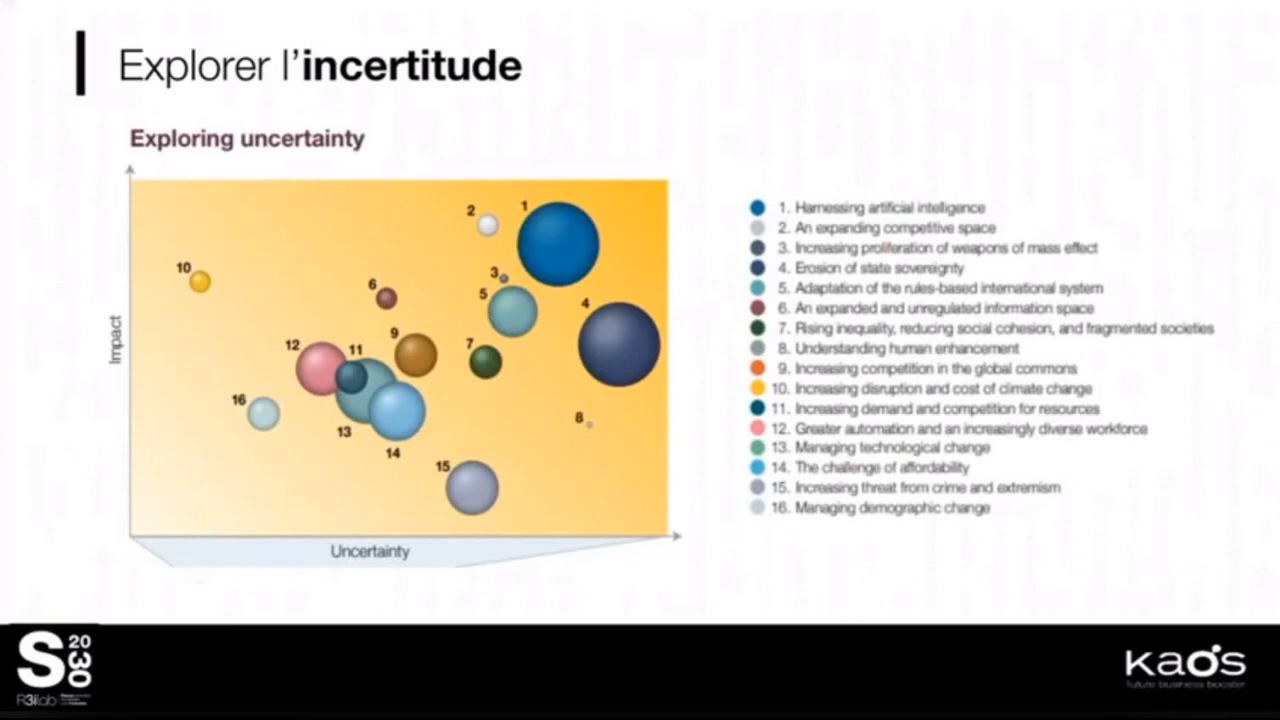 Explorer l'incertitude
Exploring uncertainty
Impact
Uncertainty
1
2
3
4
5
6
7
8
9
10
11
12
13
14
15
16
1. Harnessing artificial intelligence
2. An expanding competitive space
3. Increasing proliferation of weapons of mass effect
4. Erosion of state sovereignty
5. Adaptation of the rules-based international system
6. An expanded and unregulated information space
7. Rising inequality, reducing social cohesion, and fragmented societies
8. Understanding human enhancement
9. Increasing competition in the global commons
10. Increasing disruption and cost of climate change
11. Increasing demand and competition for resources
12. Greater automation and an increasingly diverse workforce
13. Managing technological change
14. The challenge of affordability
15. Increasing threat from crime and extremism
16. Managing demographic change
S 2030
R3iLab
kaos
future business booster